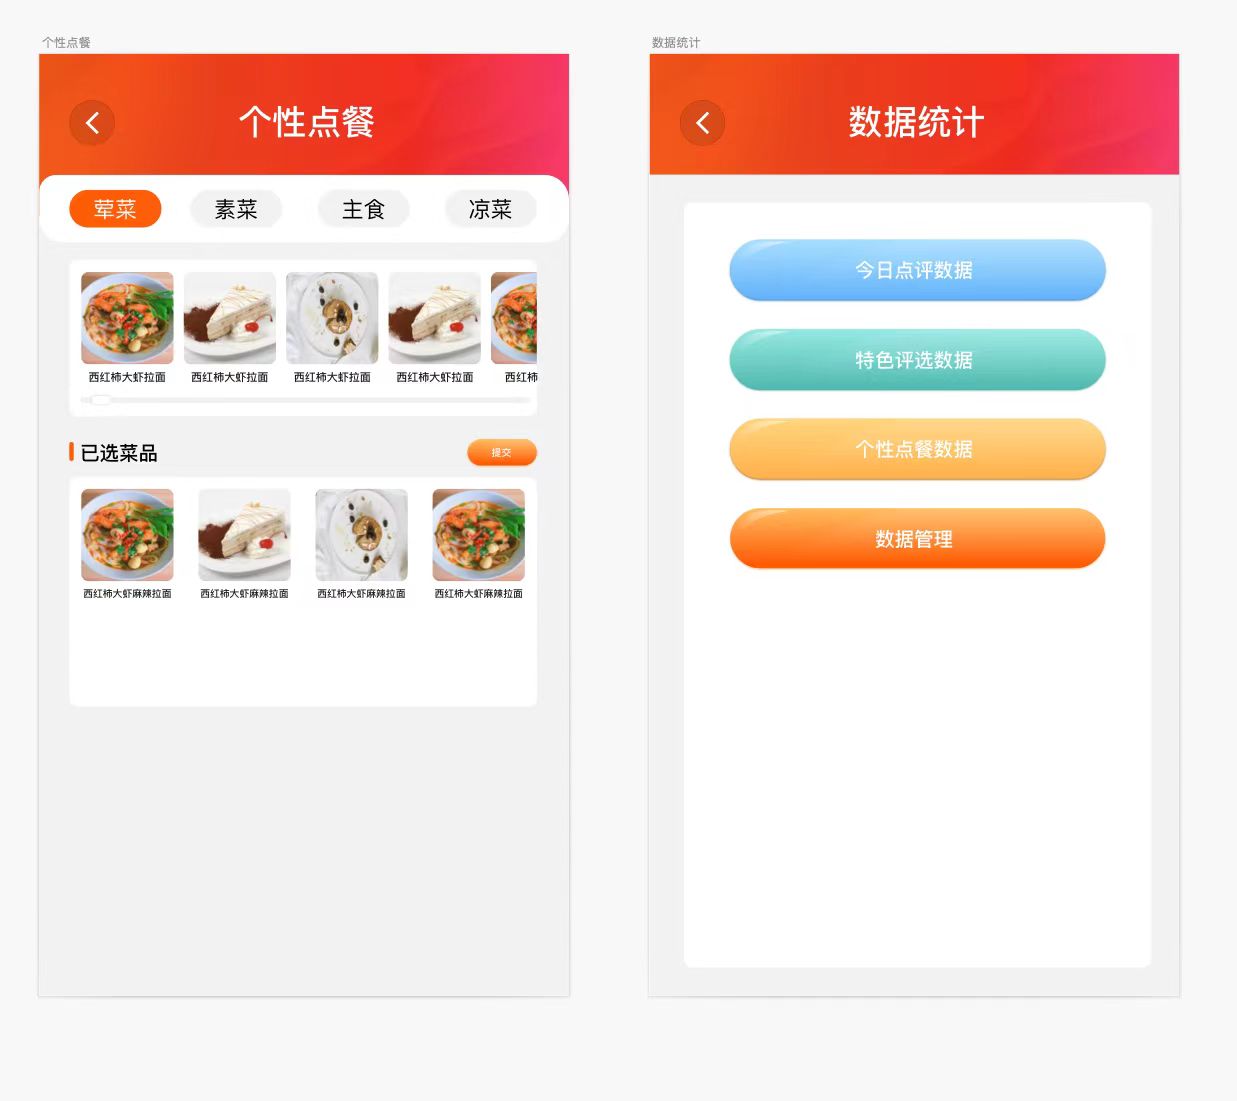 个性点餐
个性点餐
荤菜 素菜 主食 凉菜
西红柿大虾拉面 西红柿大虾拉面 西红柿大虾拉面 西红柿大虾拉面 西红柿
已选菜品 提交
西红柿大虾麻辣拉面 西红柿大虾麻辣拉面 西红柿大虾麻辣拉面 西红柿大虾麻辣拉面
数据统计
数据统计
今日点评数据
特色评选数据
个性点餐数据
数据管理